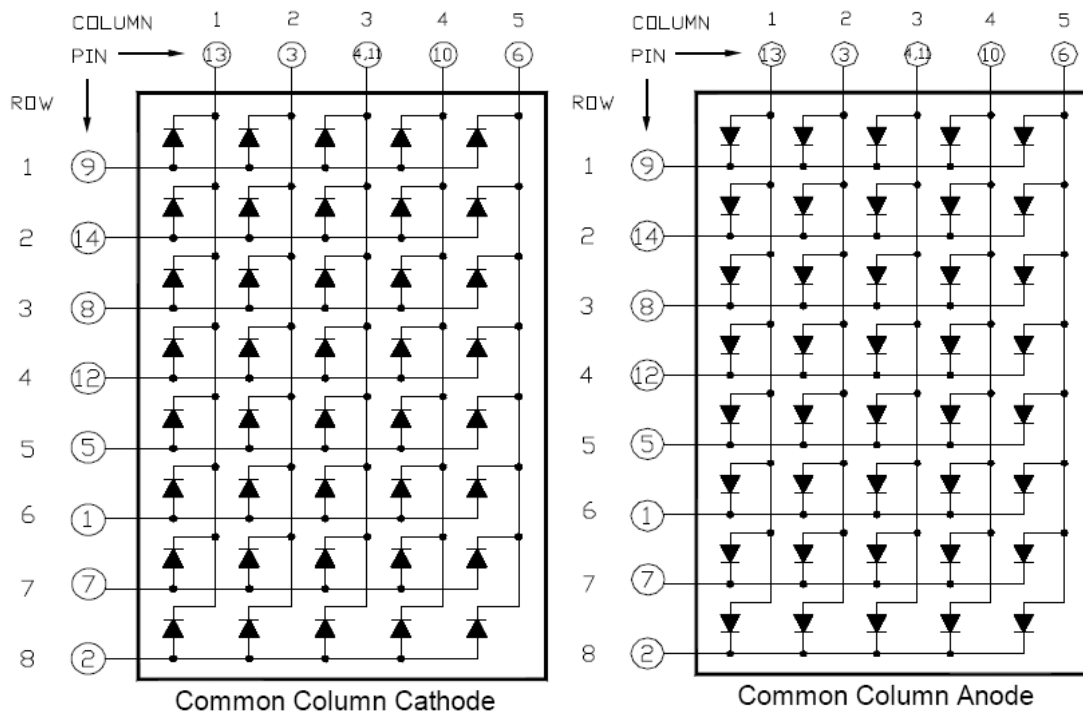 COLUMN 1 2 3 4 5
PIN 13 3 4,11 10 6
ROW
1 9
2 14
3 8
4 12
5 5
6 1
7 7
8 2
Common Column Cathode
COLUMN 1 2 3 4 5
PIN 13 3 4,11 10 6
ROW
1 9
2 14
3 8
4 12
5 5
6 1
7 7
8 2
Common Column Anode